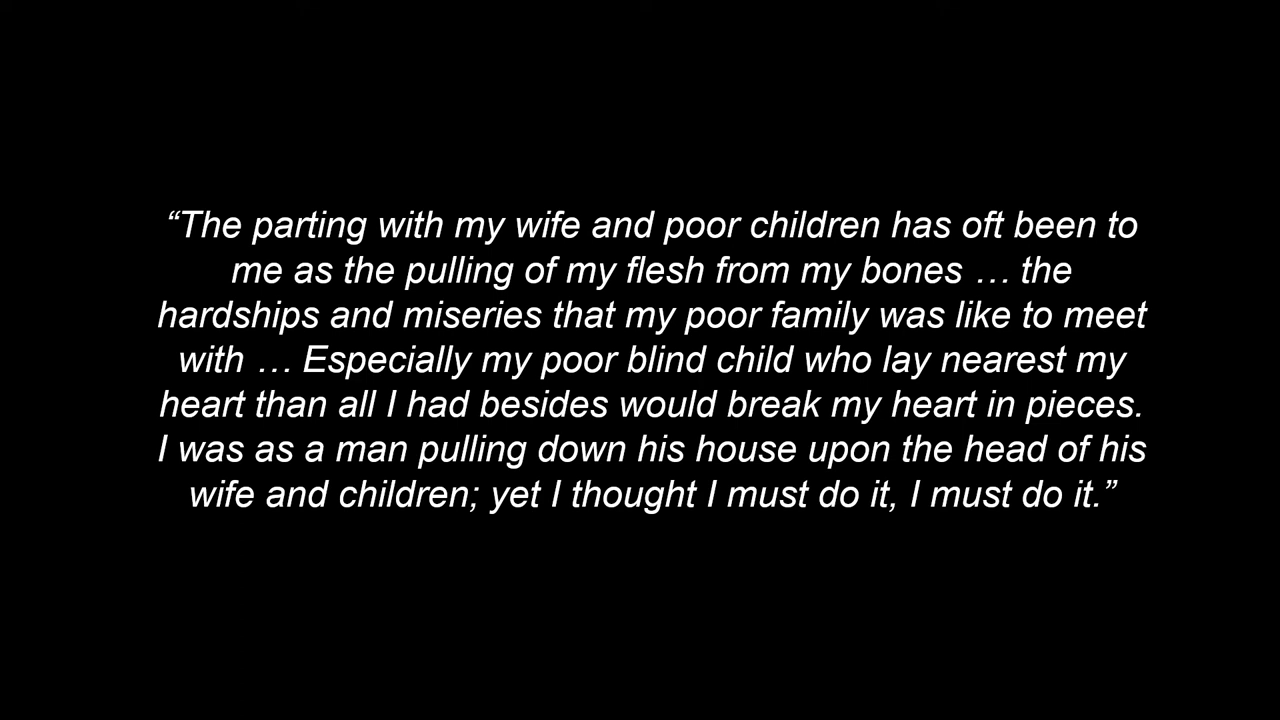 “The parting with my wife and poor children has oft been to
me as the pulling of my flesh from my bones … the
hardships and miseries that my poor family was like to meet
with … Especially my poor blind child who lay nearest my
heart than all I had besides would break my heart in pieces.
I was as a man pulling down his house upon the head of his
wife and children; yet I thought I must do it, I must do it.”